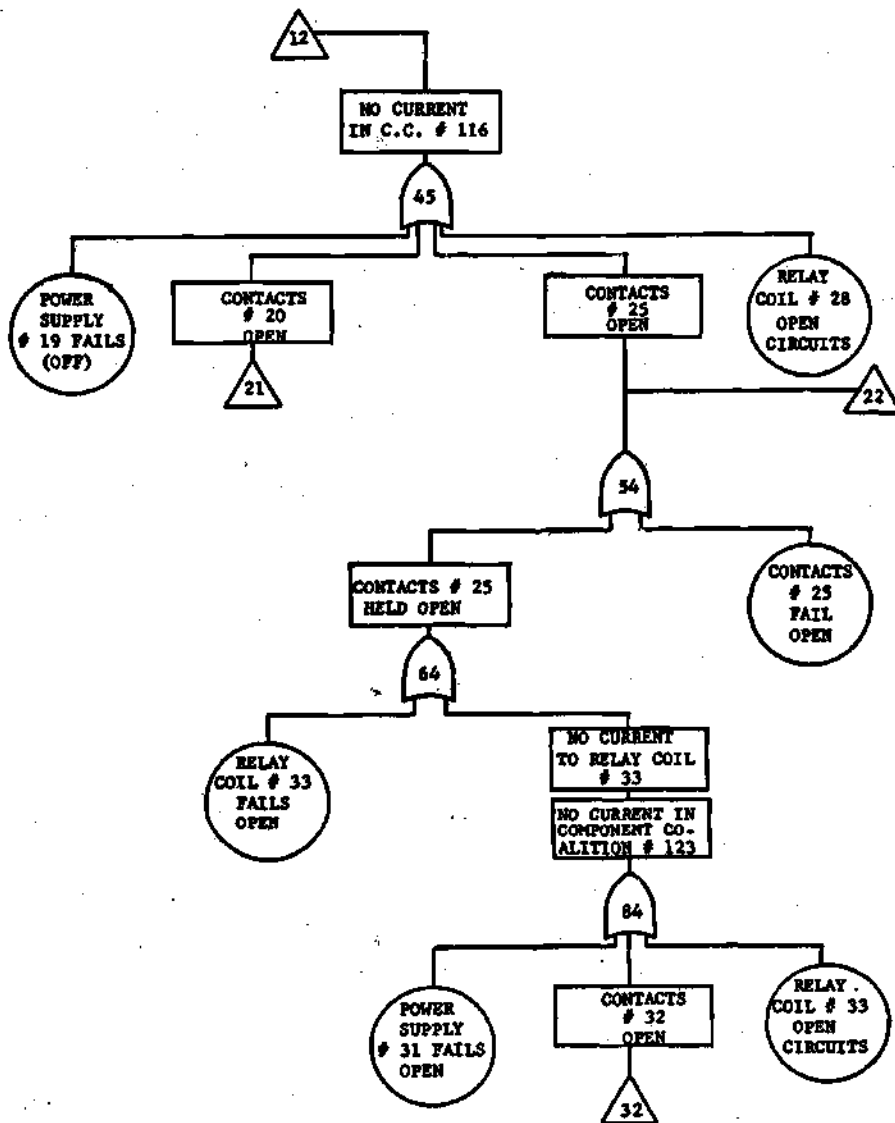 12
NO CURRENT
IN C.C. # 116
45
POWER
SUPPLY
# 19 FAILS
(OFF)
CONTACTS
# 20
OPEN
21
CONTACTS
# 25
OPEN
RELAY
COIL # 28
OPEN
CIRCUITS
22
54
CONTACTS # 25
HELD OPEN
CONTACTS
# 25
FAIL
OPEN
64
RELAY
COIL # 33
FAILS
OPEN
NO CURRENT
TO RELAY COIL
# 33
NO CURRENT IN
COMPONENT CO-
ALITION # 123
84
POWER
SUPPLY
# 31 FAILS
OPEN
CONTACTS
# 32
OPEN
32
RELAY
COIL # 33
OPEN
CIRCUITS